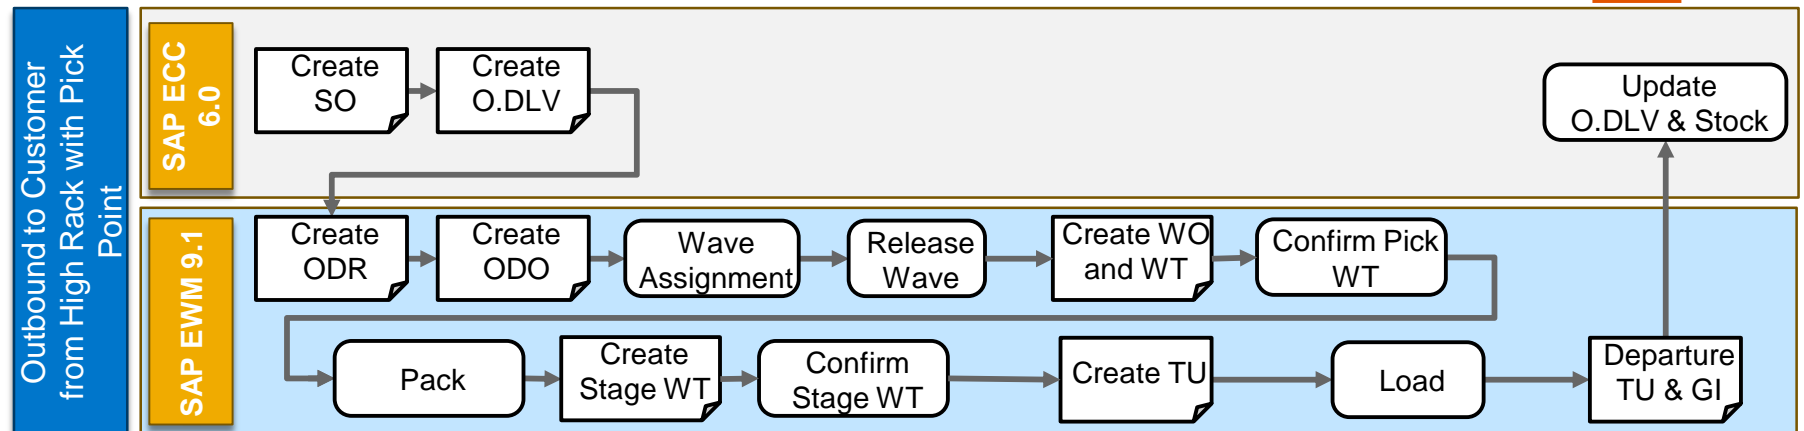 Outbound to Customer
from High Rack with Pick
Point
SAP ECC
6.0
Create
SO
Create
O.DLV
Update
O.DLV & Stock
SAP EWM 9.1
Create
ODR
Create
ODO
Wave
Assignment
Release
Wave
Create WO
and WT
Confirm Pick
WT
Pack
Create
Stage WT
Confirm
Stage WT
Create TU
Load
Departure
TU & GI